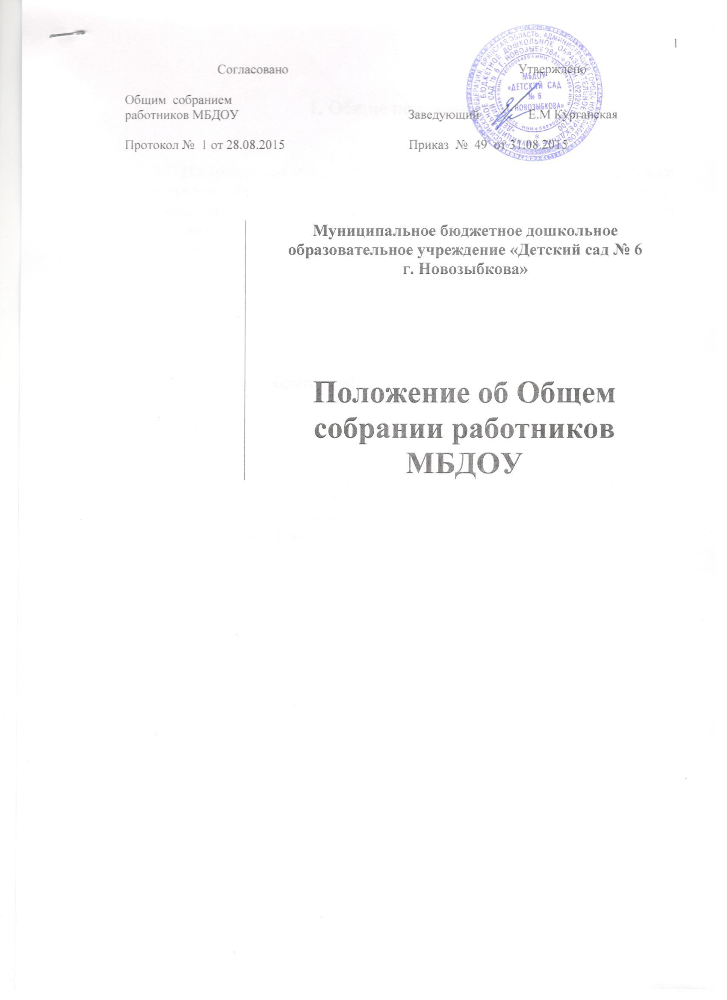 1
Согласовано
Утверждено
Общим собранием
работников МБДОУ
Заведующий Е.М Курганская
Протокол № 1 от 28.08.2015
Приказ № 49 от 31.08.2015
МБДОУ
«ДЕТСКИЙ САД
№ 6
НОВОЗЫБКОВА»
Муниципальное бюджетное дошкольное
образовательное учреждение «Детский сад № 6
г. Новозыбкова»
Положение об Общем
собрании работников
МБДОУ